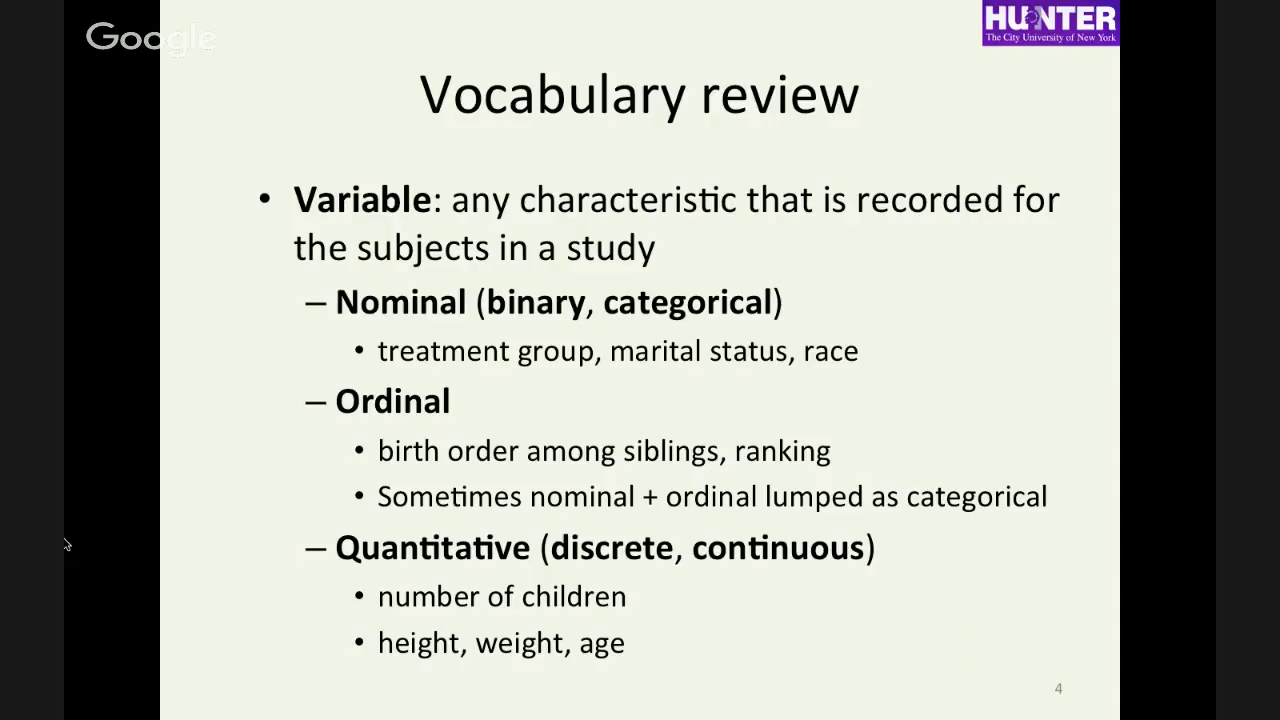 Google
HUNTER
The City University of New York
Vocabulary review
• Variable: any characteristic that is recorded for
the subjects in a study
– Nominal (binary, categorical)
• treatment group, marital status, race
– Ordinal
• birth order among siblings, ranking
• Sometimes nominal + ordinal lumped as categorical
– Quantitative (discrete, continuous)
• number of children
• height, weight, age
4